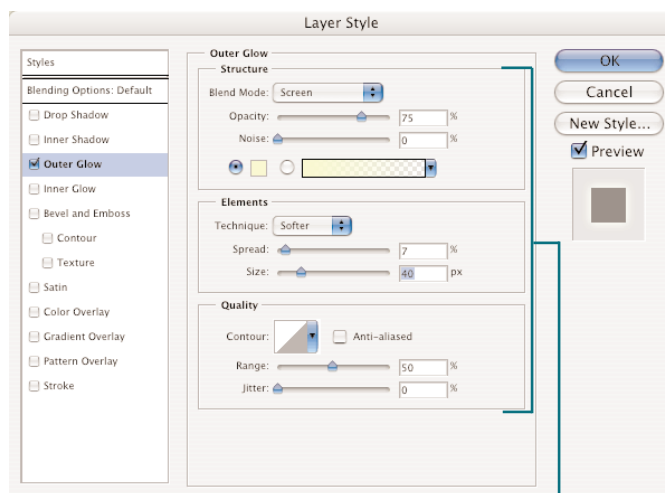 Layer Style
Styles
Blending Options: Default
Drop Shadow
Inner Shadow
Outer Glow
Inner Glow
Bevel and Emboss
Contour
Texture
Satin
Color Overlay
Gradient Overlay
Pattern Overlay
Stroke
Outer Glow
Structure
Blend Mode: Screen
Opacity: 75 %
Noise: 0 %
Elements
Technique: Softer
Spread: 7 %
Size: 40 px
Quality
Contour: Anti-aliased
Range: 50 %
Jitter: 0 %
OK
Cancel
New Style...
Preview